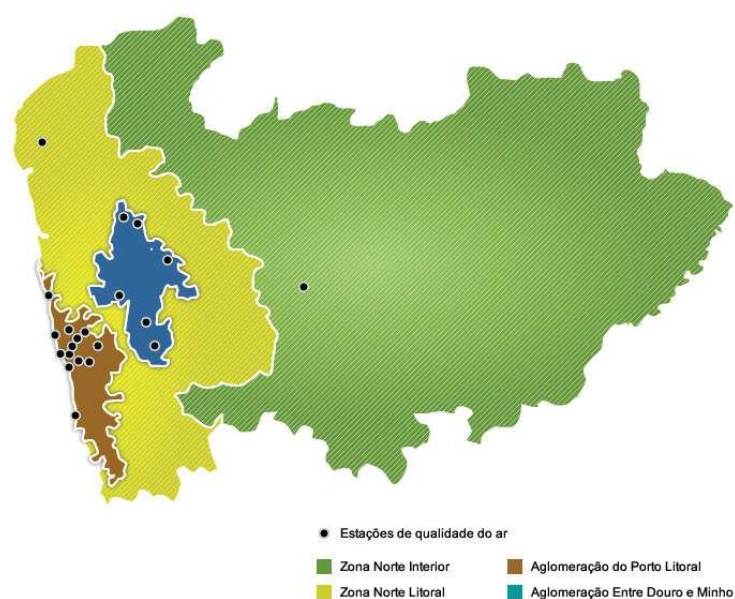 Estações de qualidade do ar
Zona Norte Interior
Aglomeração do Porto Litoral
Zona Norte Litoral
Aglomeração Entre Douro e Minho